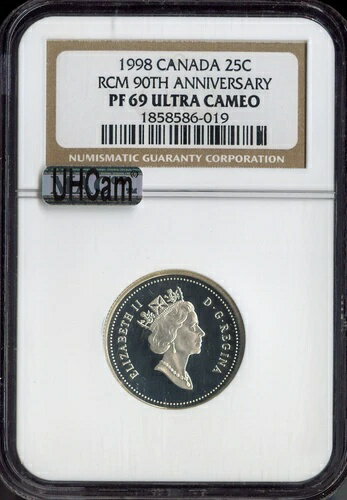 1998 CANADA 25C
RCM 90TH ANNIVERSARY
PF 69 ULTRA CAMEO
1858586-019
NUMISMATIC GUARANTY CORPORATION
UHCam®
ELIZABETH II D·G·REGINA